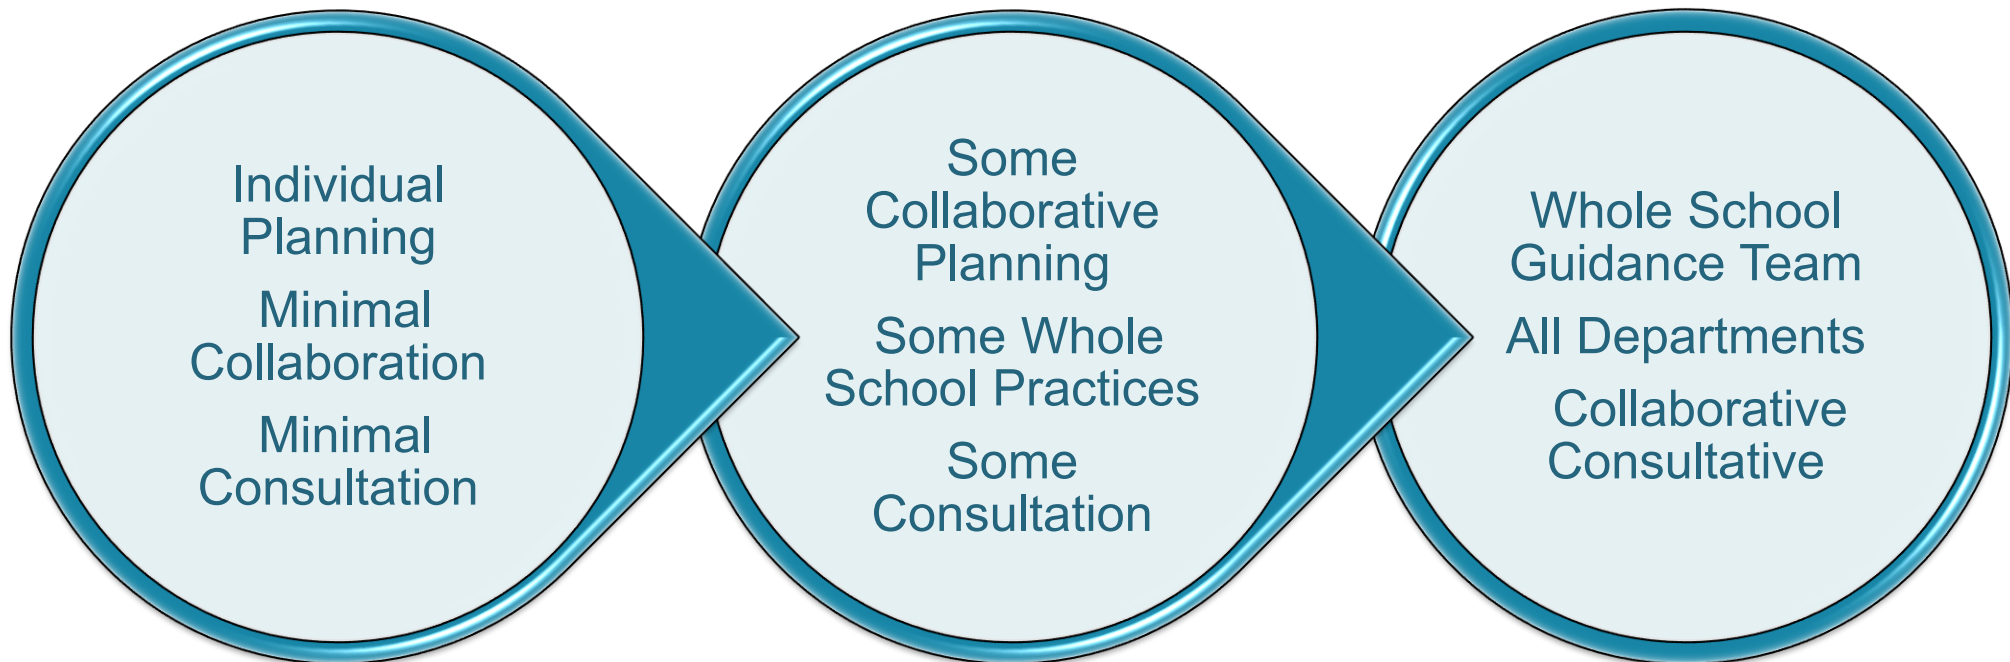 Individual
Planning
Minimal
Collaboration
Minimal
Consultation
Some
Collaborative
Planning
Some Whole
School Practices
Some
Consultation
Whole School
Guidance Team
All Departments
Collaborative
Consultative